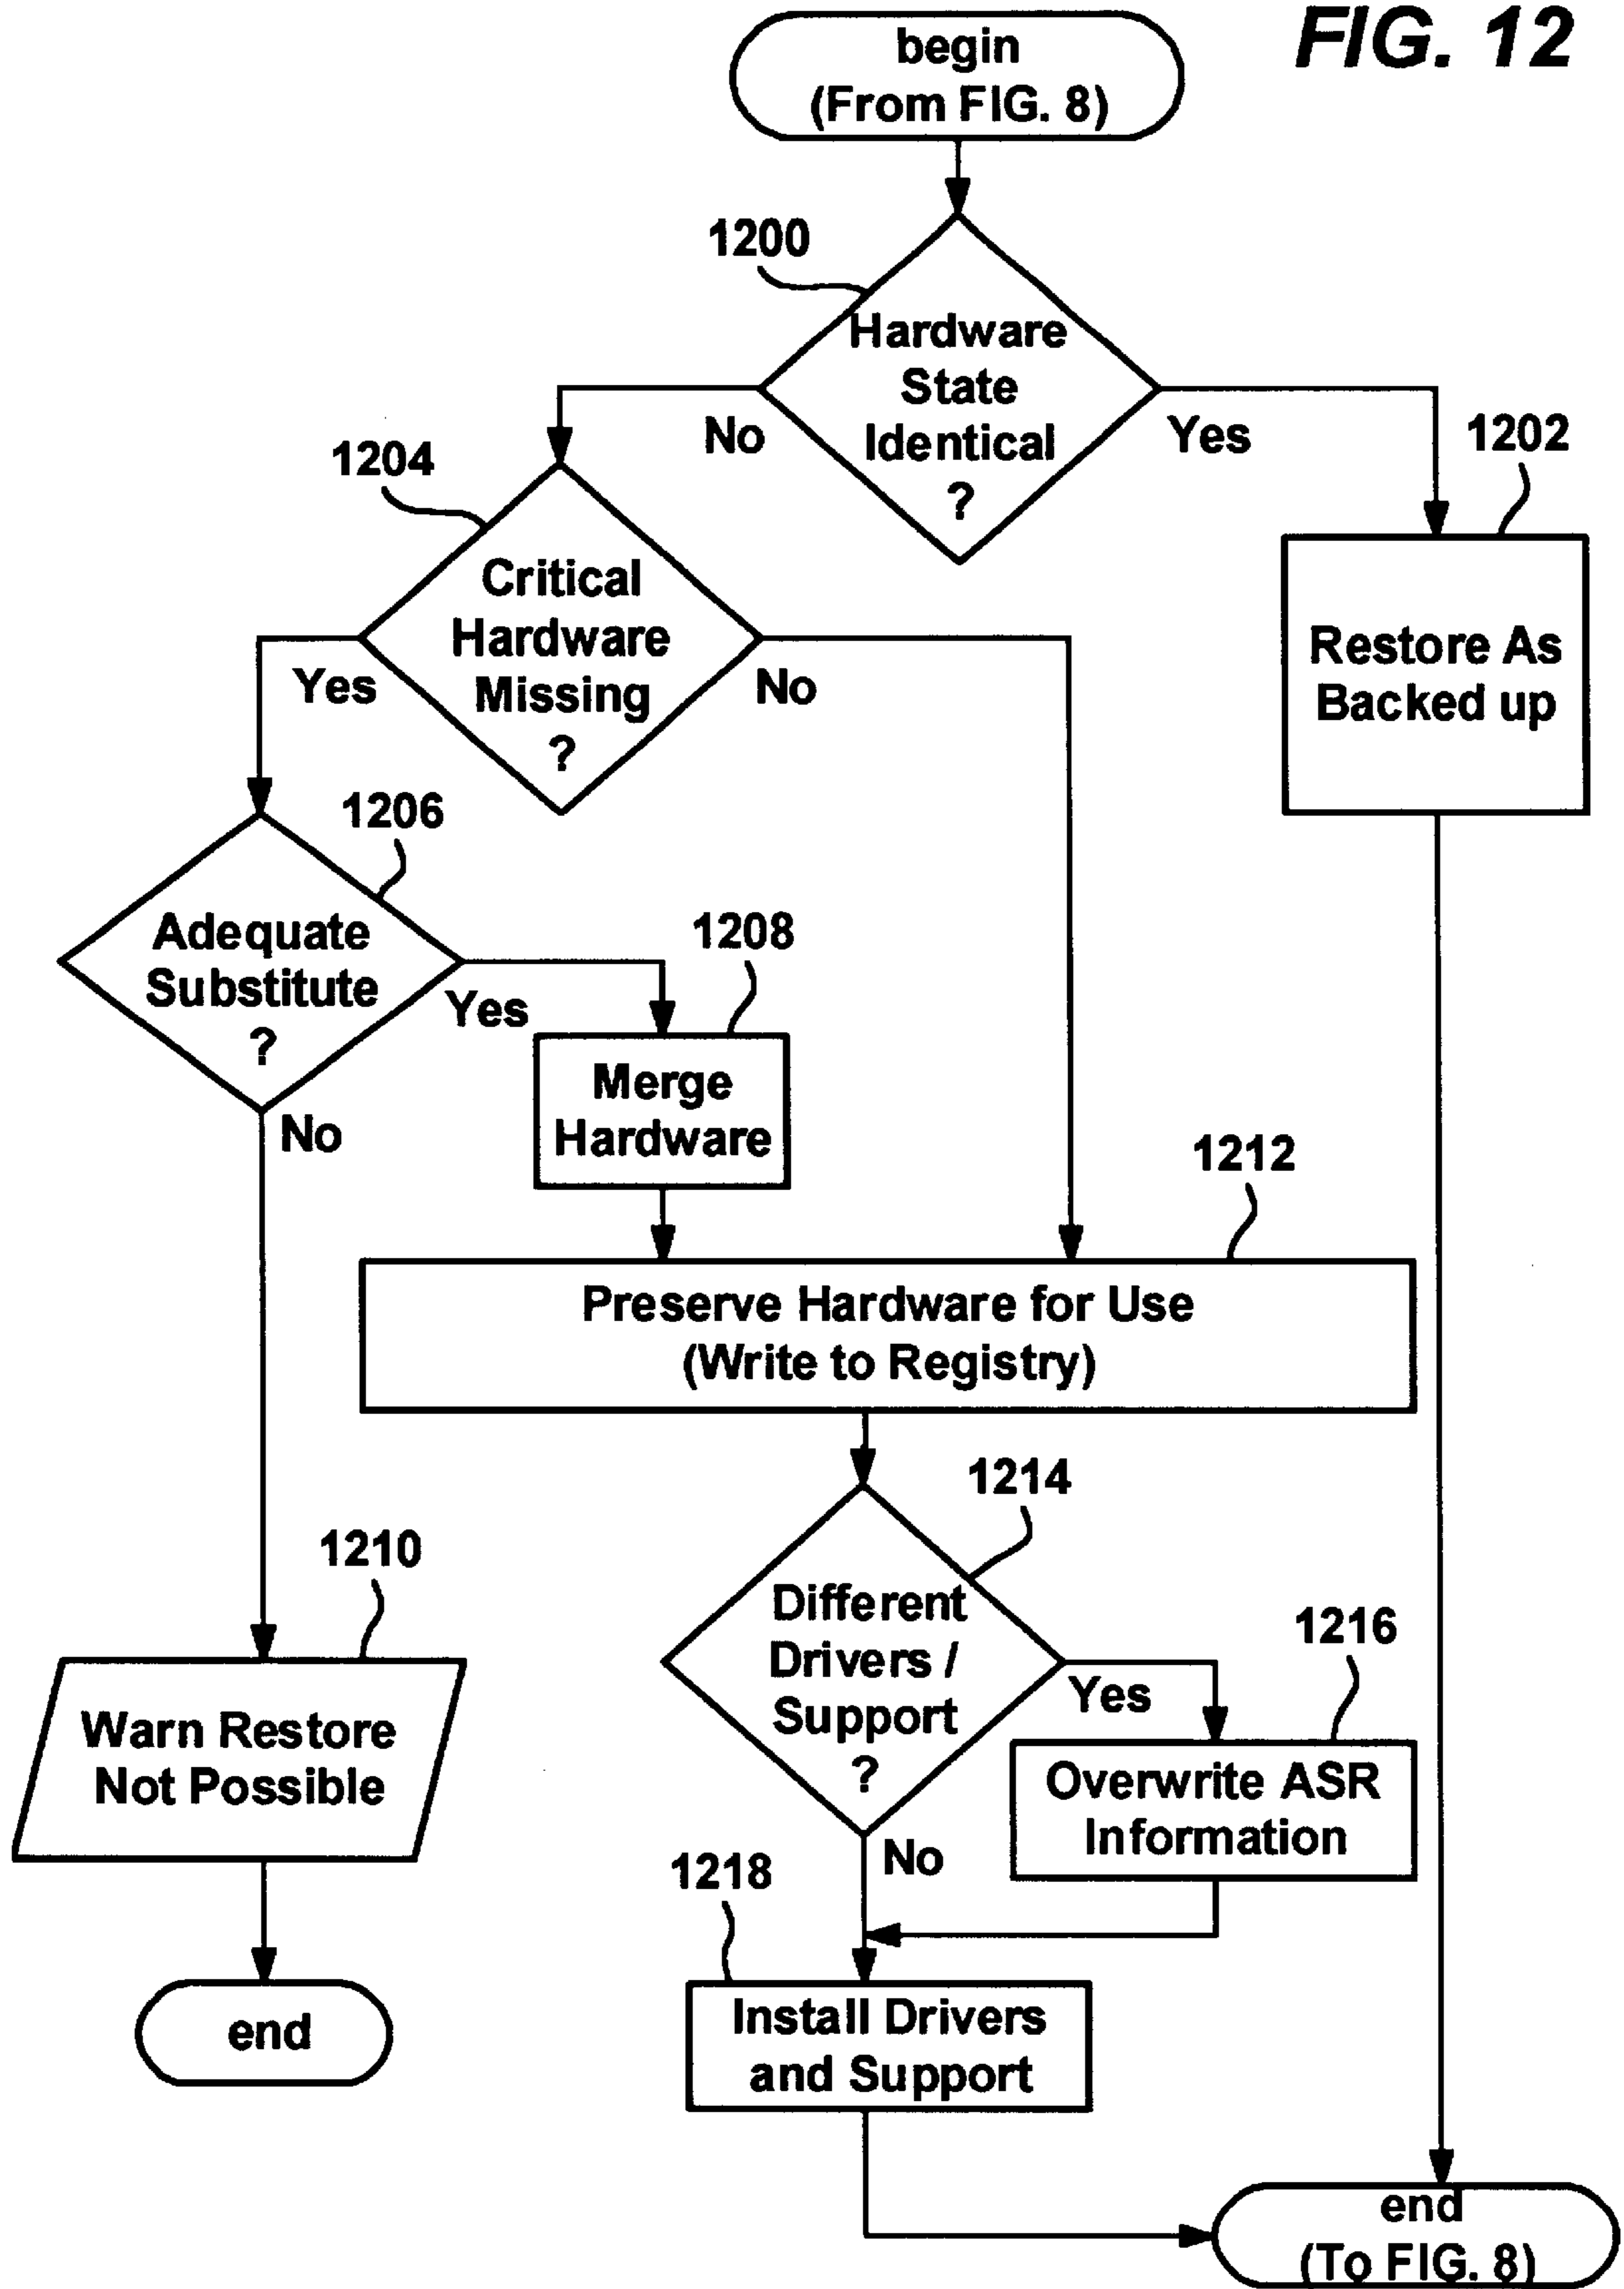 FIG. 12
begin
(From FIG. 8)
1200
Hardware
State
Identical
?
No
Yes
1202
Restore As
Backed up
1204
Critical
Hardware
Missing
?
Yes
No
1206
Adequate
Substitute
?
Yes
No
1208
Merge
Hardware
1212
Preserve Hardware for Use
(Write to Registry)
1210
Warn Restore
Not Possible
end
1214
Different
Drivers /
Support
?
Yes
No
1216
Overwrite ASR
Information
1218
Install Drivers
and Support
end
(To FIG. 8)